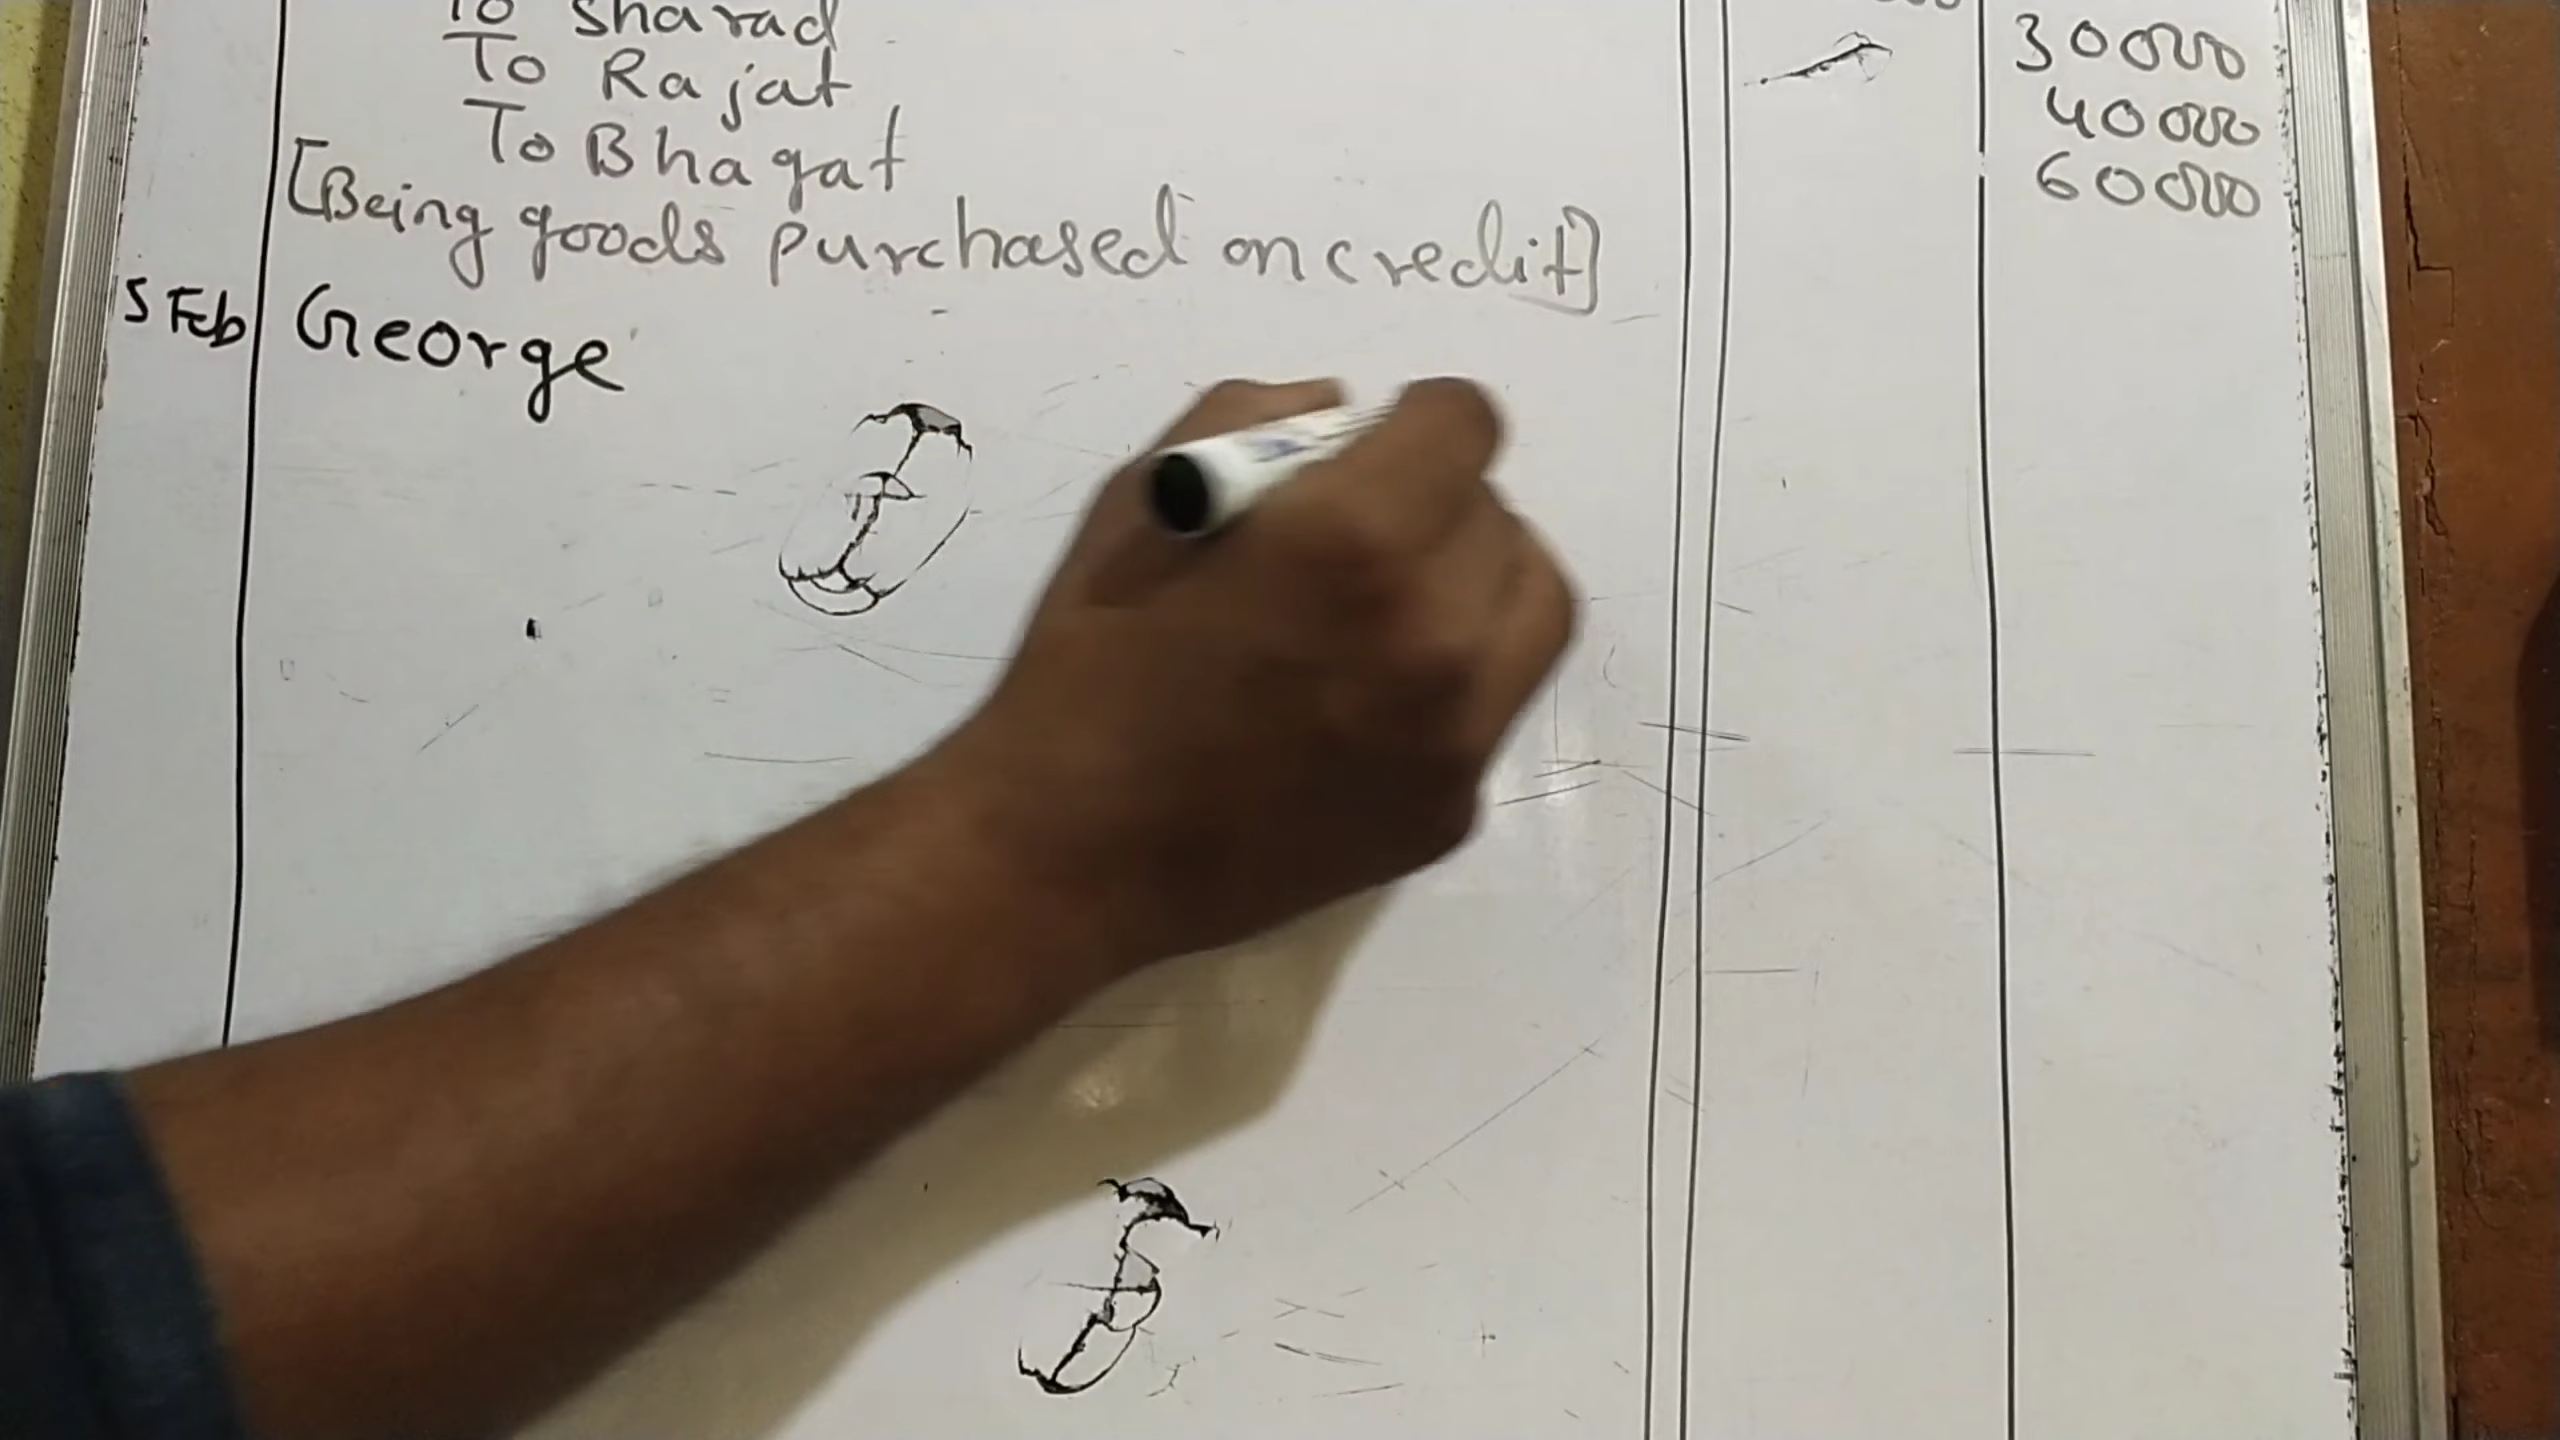 To Sharad 30000
To Rajat 40000
To Bhagat 60000
[Being goods purchased on credit]
5 Feb George